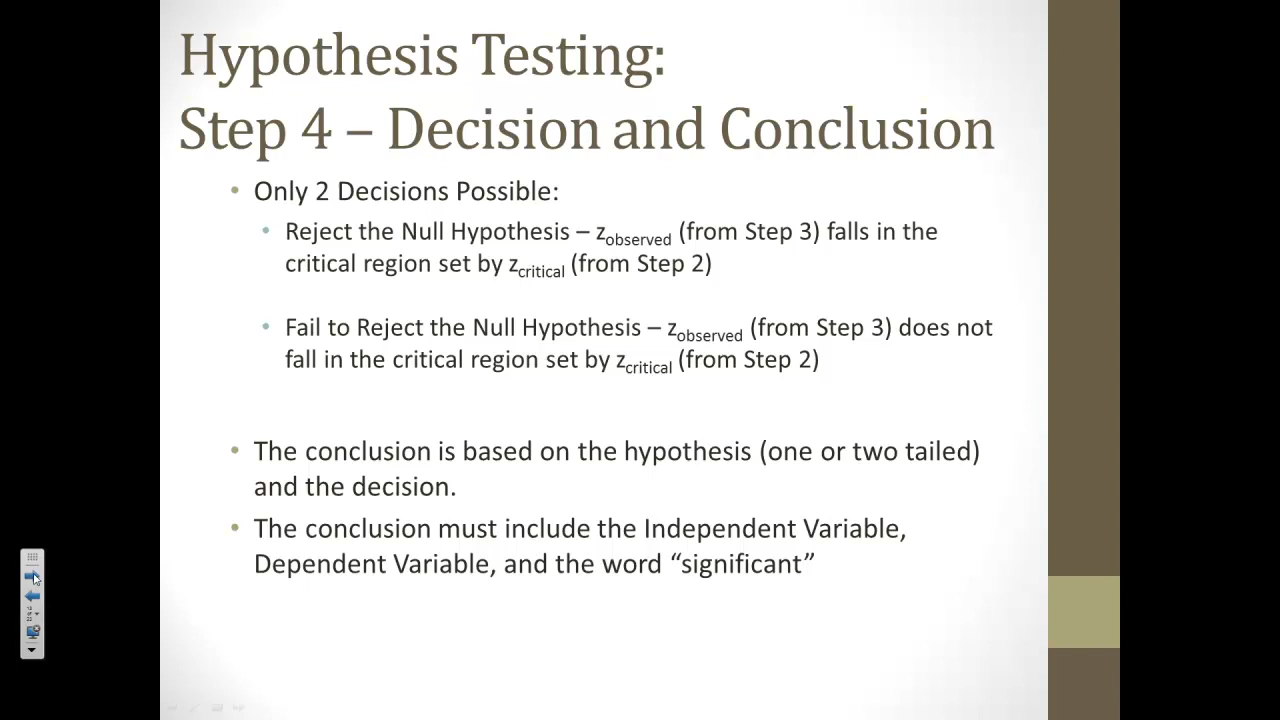 Hypothesis Testing:
Step 4 – Decision and Conclusion
• Only 2 Decisions Possible:
• Reject the Null Hypothesis – zobserved (from Step 3) falls in the
critical region set by zcritical (from Step 2)
• Fail to Reject the Null Hypothesis – zobserved (from Step 3) does not
fall in the critical region set by zcritical (from Step 2)
• The conclusion is based on the hypothesis (one or two tailed)
and the decision.
• The conclusion must include the Independent Variable,
Dependent Variable, and the word “significant”